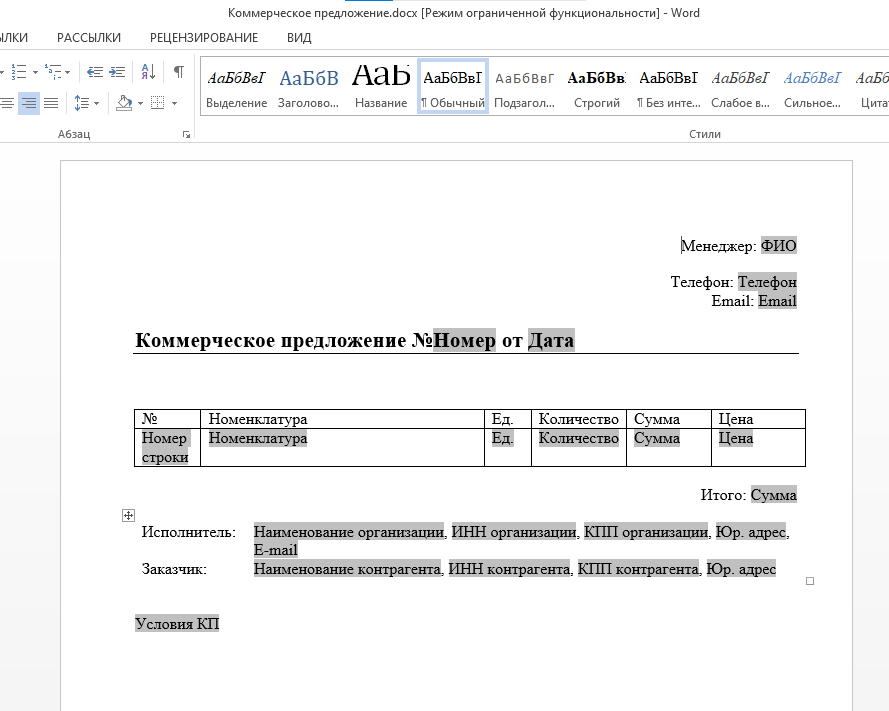 Коммерческое предложение.docx [Режим ограниченной функциональности] - Word
ЫЛКИ РАССЫЛКИ РЕЦЕНЗИРОВАНИЕ ВИД
АаБбВвГ АаБбВ АаЬ АаБбВвГ АаБбВвГ АаБбВв АаБбВвГ АаБбВвГ АаБбВвГ АаБб
Выделение Заголово... Название ¶ Обычный Подзагол... Строгий ¶ Без инте... Слабое в... Сильное... Цитат
Абзац Стили
Менеджер: ФИО
Телефон: Телефон
Email: Email
Коммерческое предложение №Номер от Дата
№ Номенклатура Ед. Количество Сумма Цена
Номер строки Номенклатура Ед. Количество Сумма Цена
Итого: Сумма
Исполнитель: Наименование организации, ИНН организации, КПП организации, Юр. адрес,
E-mail
Заказчик: Наименование контрагента, ИНН контрагента, КПП контрагента, Юр. адрес
Условия КП